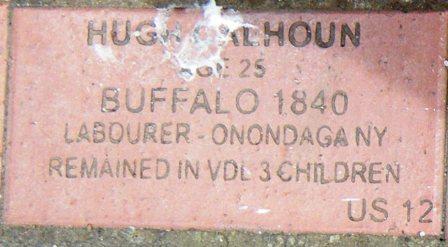 HUGH CALHOUN
AGE 25
BUFFALO 1840
LABOURER - ONONDAGA NY
REMAINED IN VDL 3 CHILDREN
US 12